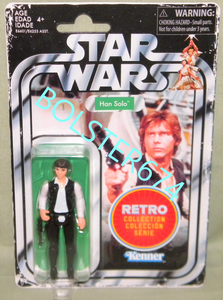 AGE
EDAD
EDADE
4+
WARNING:
CHOKING HAZARD-Small parts.
Not for children under 3 years.
STAR
WARS
Han Solo
BOLSTER674
RETRO
COLLECTION
COLECCIÓN
SÉRIE
Kenner